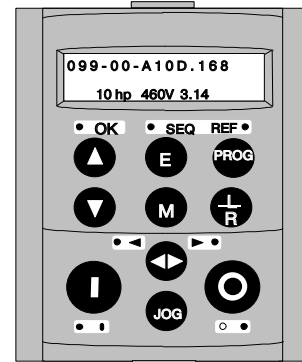 099-00-A10D.168
10 hp 460V 3.14
OK SEQ REF
E PROG
M L/R
I O
JOG